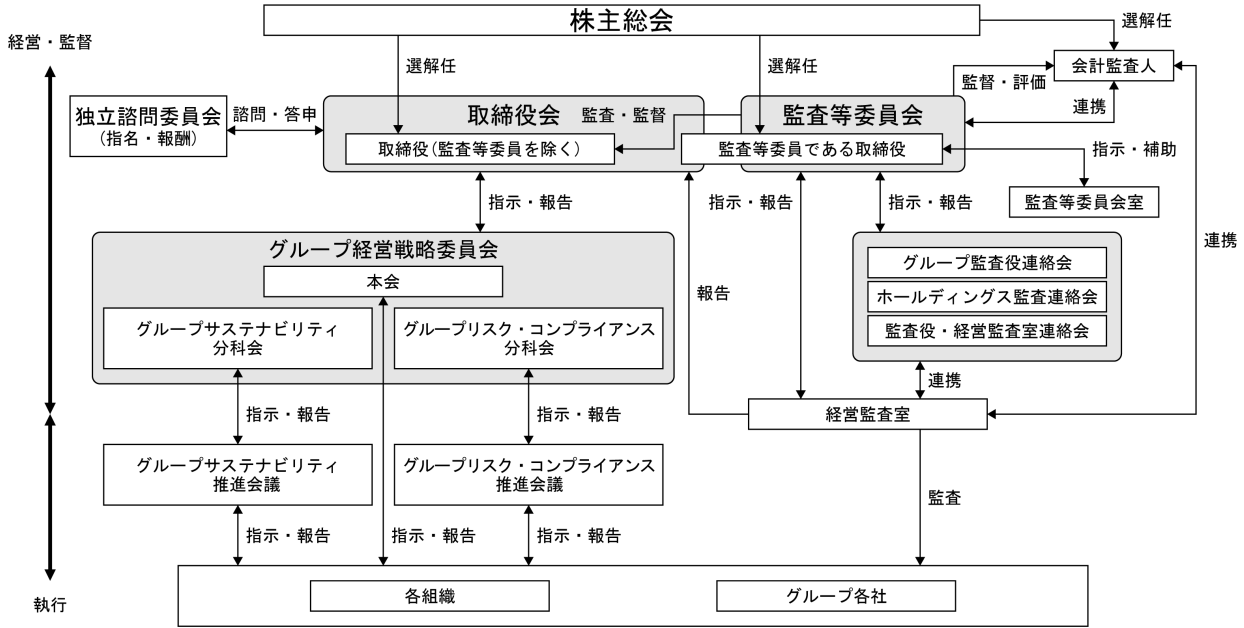 株主総会
選解任
経営・監督
選解任
選解任
会計監査人
監督・評価
独立諮問委員会
(指名・報酬)
諮問・答申
取締役会
監査・監督
監査等委員会
連携
取締役(監査等委員を除く)
監査等委員である取締役
指示・補助
指示・報告
指示・報告
指示・報告
監査等委員会室
連携
グループ経営戦略委員会
本会
グループ監査役連絡会
ホールディングス監査連絡会
監査役・経営監査室連絡会
報告
グループサステナビリティ
分科会
グループリスク・コンプライアンス
分科会
連携
指示・報告
指示・報告
経営監査室
グループサステナビリティ
推進会議
グループリスク・コンプライアンス
推進会議
監査
指示・報告
指示・報告
指示・報告
各組織
グループ各社
執行